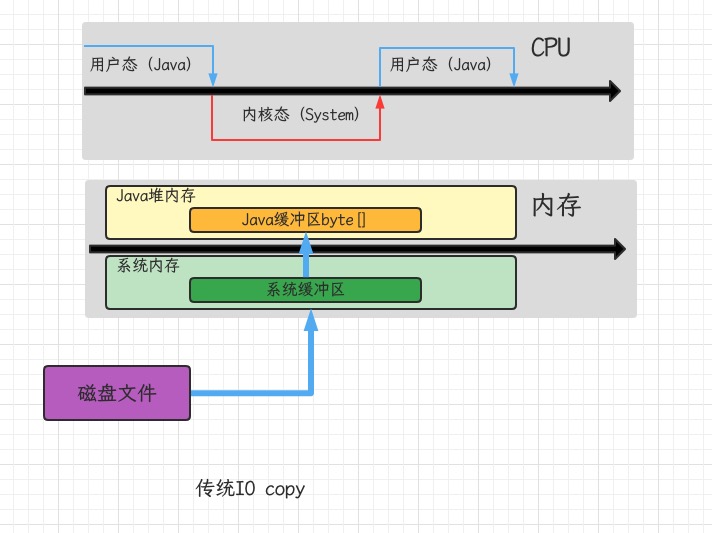 CPU
用户态（Java）
用户态（Java）
内核态（System）
Java堆内存
内存
Java缓冲区byte[]
系统内存
系统缓冲区
磁盘文件
传统IO copy